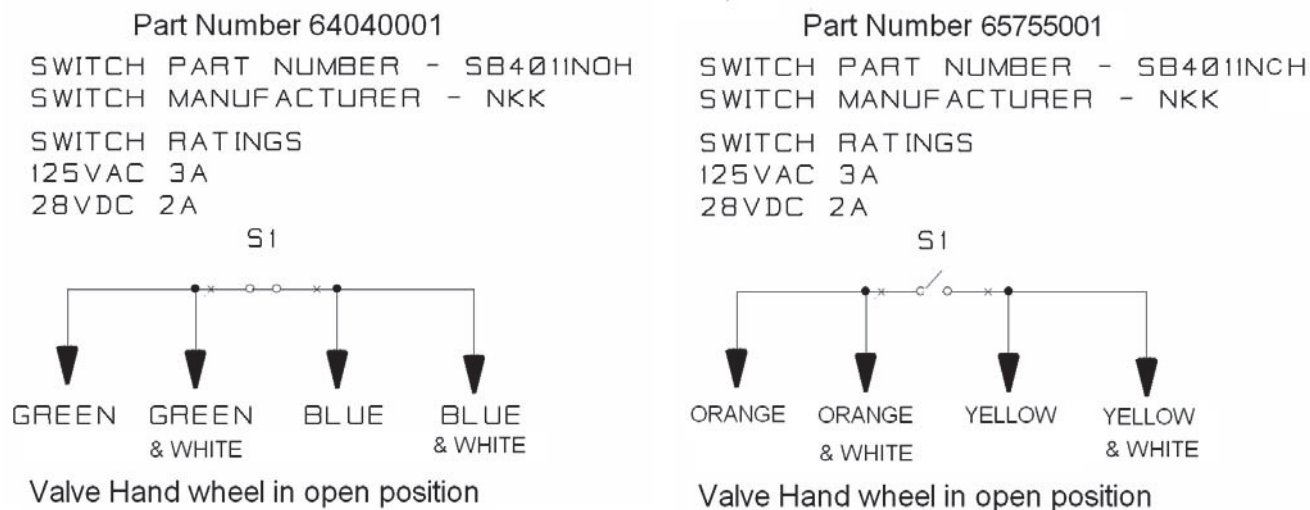 Part Number 64040001
SWITCH PART NUMBER - SB4011NOH
SWITCH MANUFACTURER - NKK
SWITCH RATINGS
125VAC 3A
28VDC 2A
S1
GREEN GREEN & WHITE BLUE BLUE & WHITE
Valve Hand wheel in open position
Part Number 65755001
SWITCH PART NUMBER - SB4011NCH
SWITCH MANUFACTURER - NKK
SWITCH RATINGS
125VAC 3A
28VDC 2A
S1
ORANGE ORANGE & WHITE YELLOW YELLOW & WHITE
Valve Hand wheel in open position